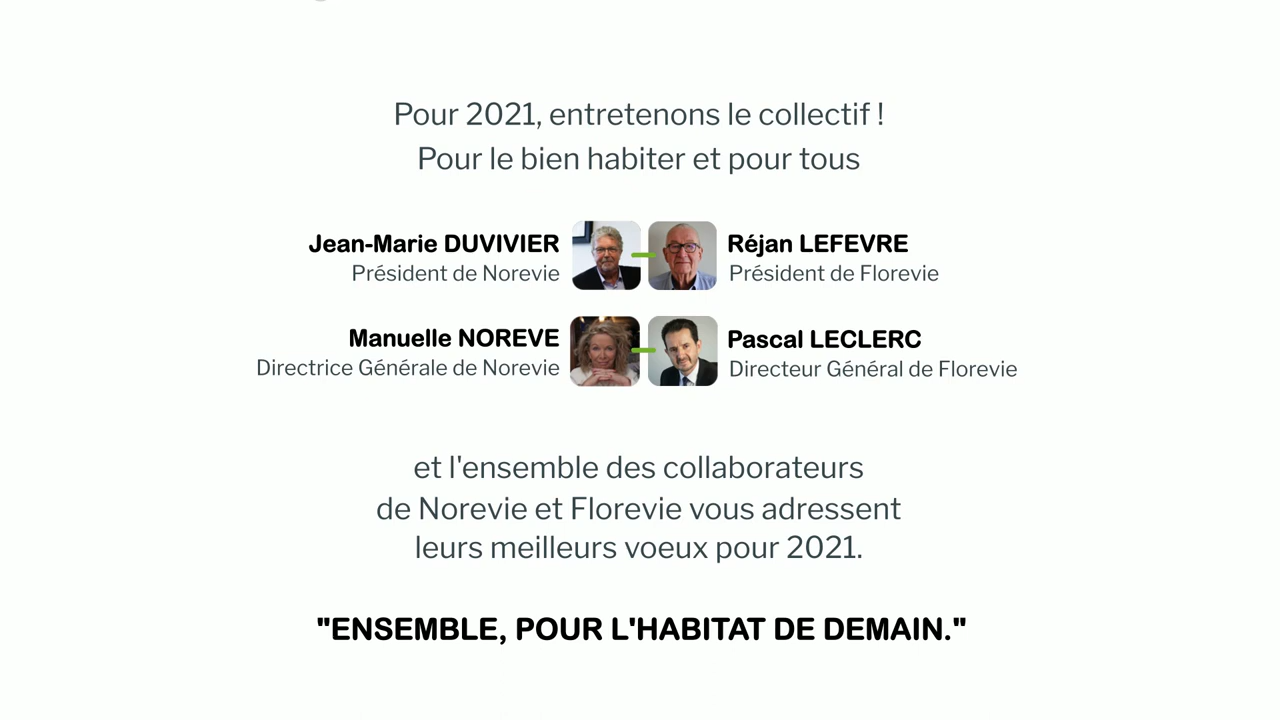 Pour 2021, entretenons le collectif !
Pour le bien habiter et pour tous
Jean-Marie DUVIVIER
Président de Norevie
Réjan LEFEVRE
Président de Florevie
Manuelle NOREVE
Directrice Générale de Norevie
Pascal LECLERC
Directeur Général de Florevie
et l'ensemble des collaborateurs
de Norevie et Florevie vous adressent
leurs meilleurs voeux pour 2021.
"ENSEMBLE, POUR L'HABITAT DE DEMAIN."